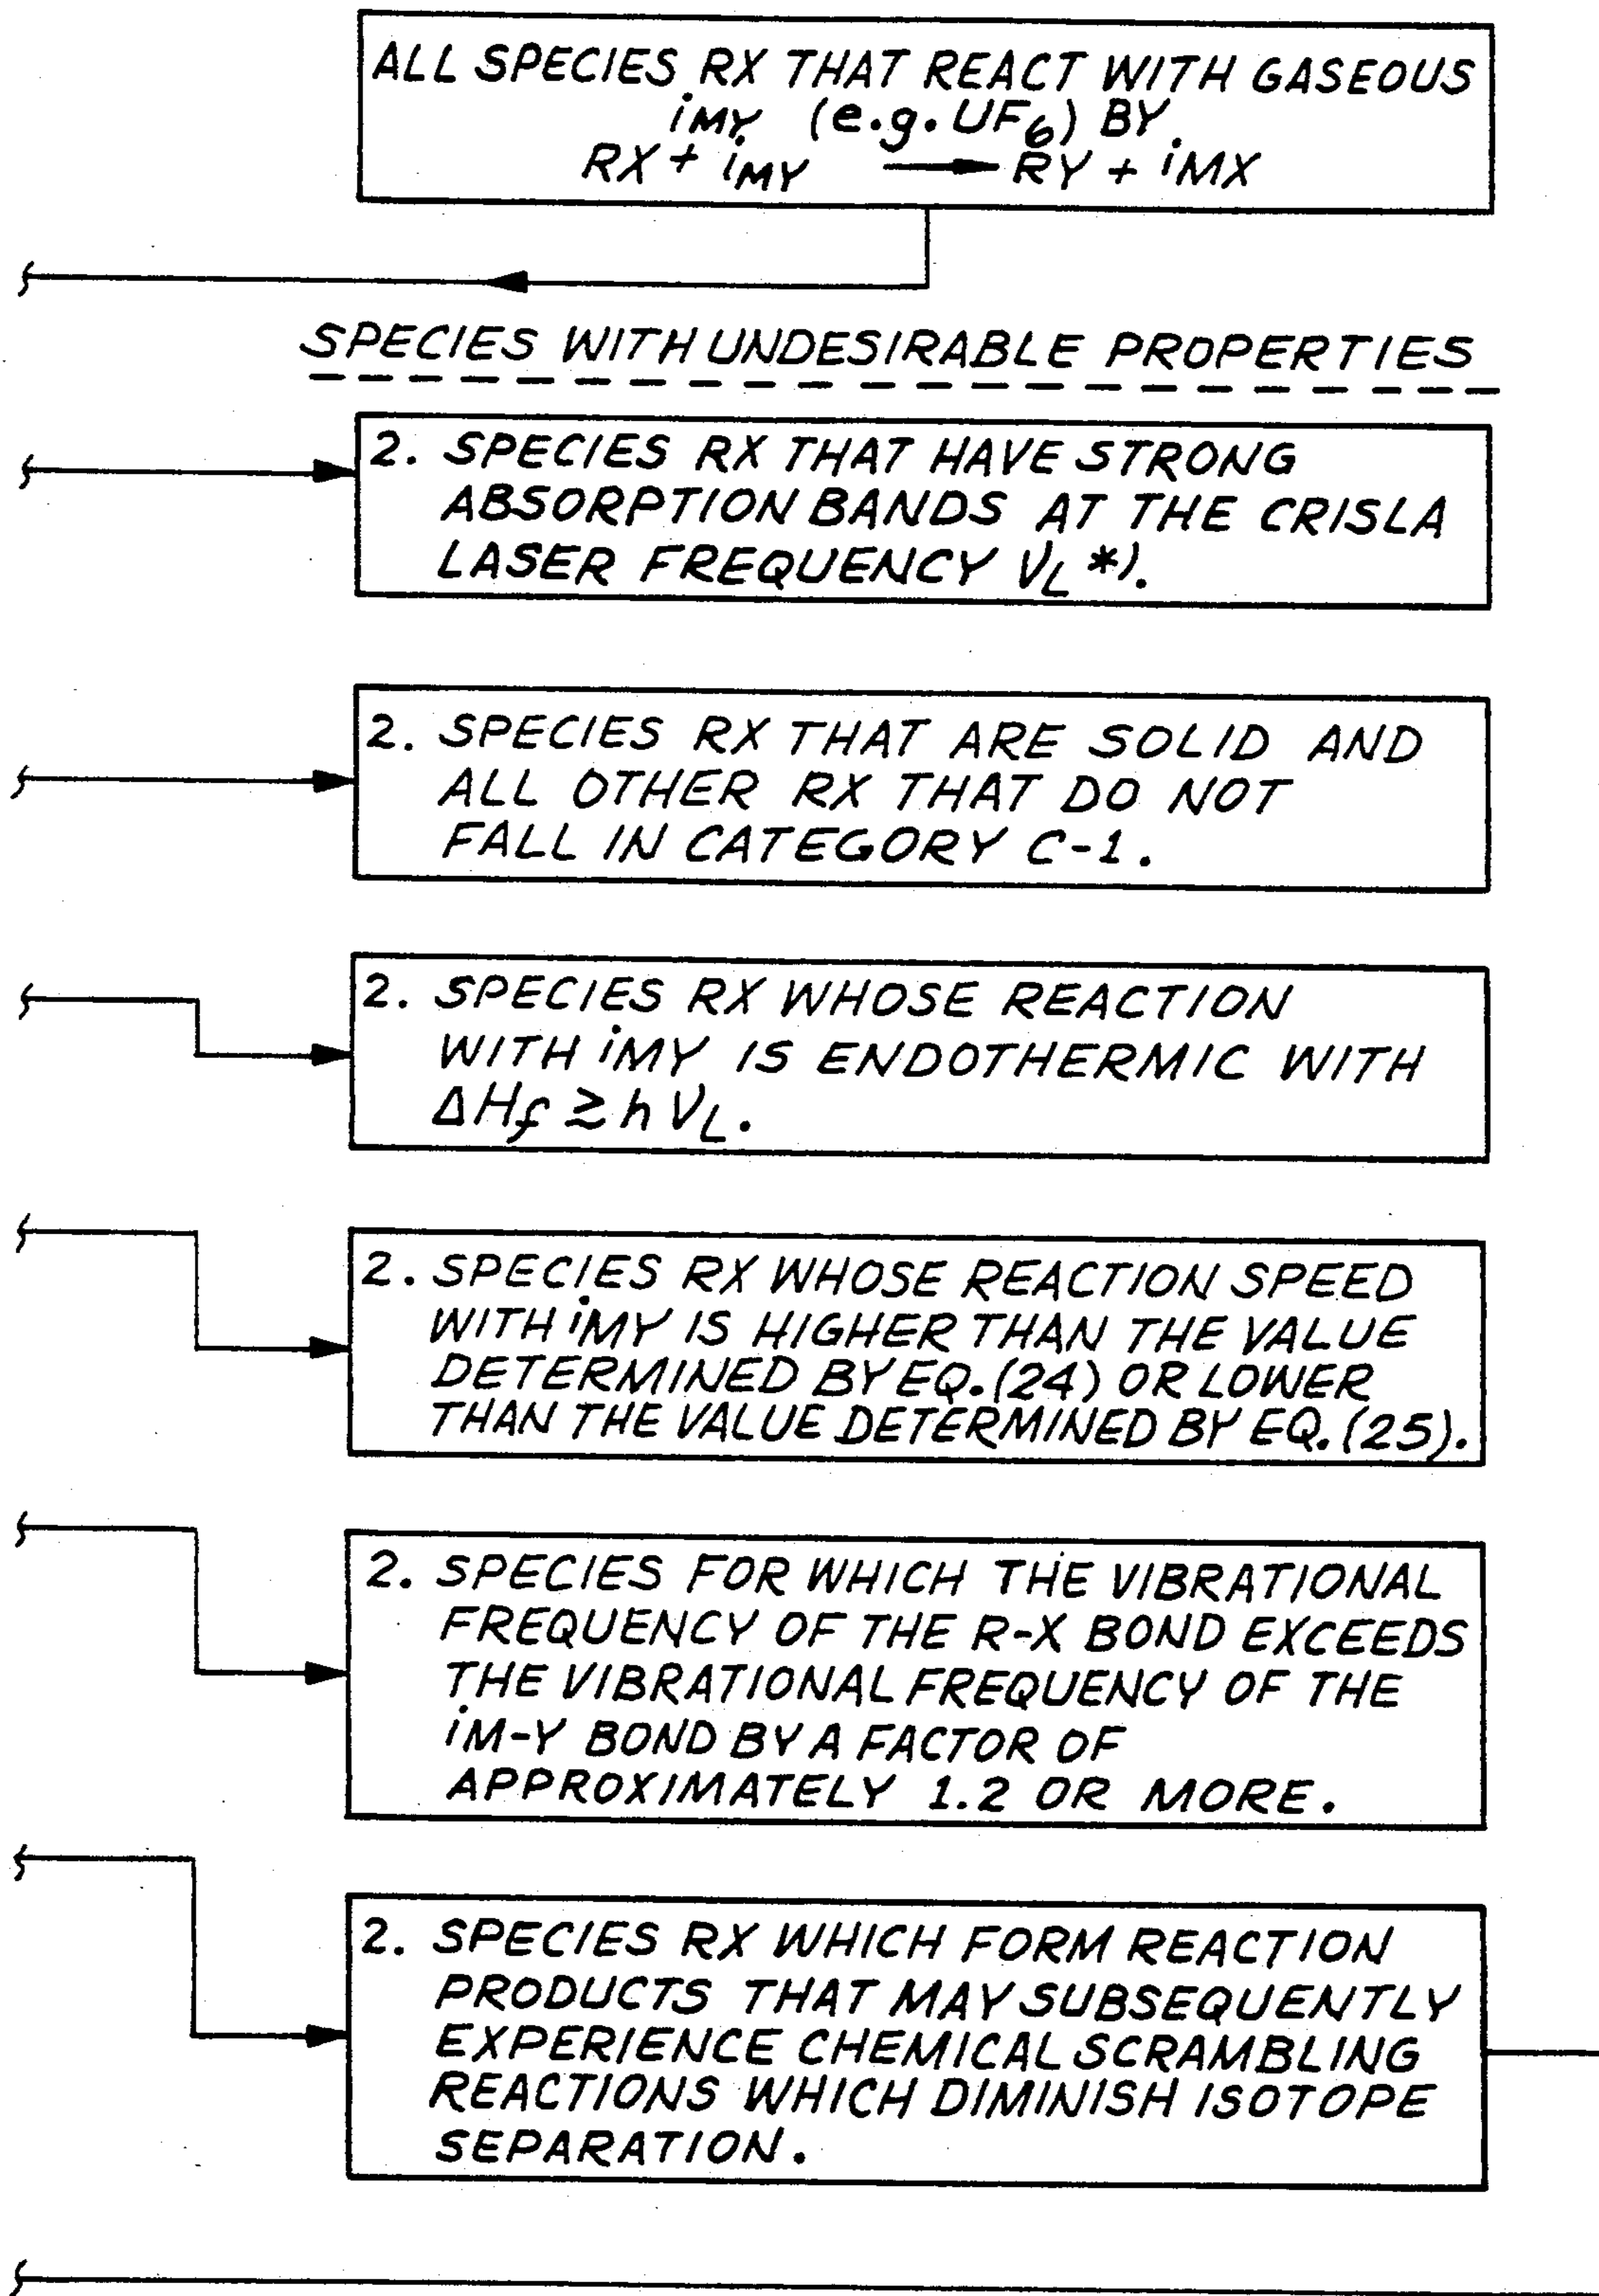 ALL SPECIES RX THAT REACT WITH GASEOUS
iMY (e.g. UF6) BY
RX + iMY → RY + iMX
SPECIES WITH UNDESIRABLE PROPERTIES
2. SPECIES RX THAT HAVE STRONG
ABSORPTION BANDS AT THE CRISLA
LASER FREQUENCY νL *).
2. SPECIES RX THAT ARE SOLID AND
ALL OTHER RX THAT DO NOT
FALL IN CATEGORY C-1.
2. SPECIES RX WHOSE REACTION
WITH iMY IS ENDOTHERMIC WITH
ΔHf ≳ h νL.
2. SPECIES RX WHOSE REACTION SPEED
WITH iMY IS HIGHER THAN THE VALUE
DETERMINED BY EQ. (24) OR LOWER
THAN THE VALUE DETERMINED BY EQ. (25).
2. SPECIES FOR WHICH THE VIBRATIONAL
FREQUENCY OF THE R-X BOND EXCEEDS
THE VIBRATIONAL FREQUENCY OF THE
iM-Y BOND BY A FACTOR OF
APPROXIMATELY 1.2 OR MORE.
2. SPECIES RX WHICH FORM REACTION
PRODUCTS THAT MAY SUBSEQUENTLY
EXPERIENCE CHEMICAL SCRAMBLING
REACTIONS WHICH DIMINISH ISOTOPE
SEPARATION.